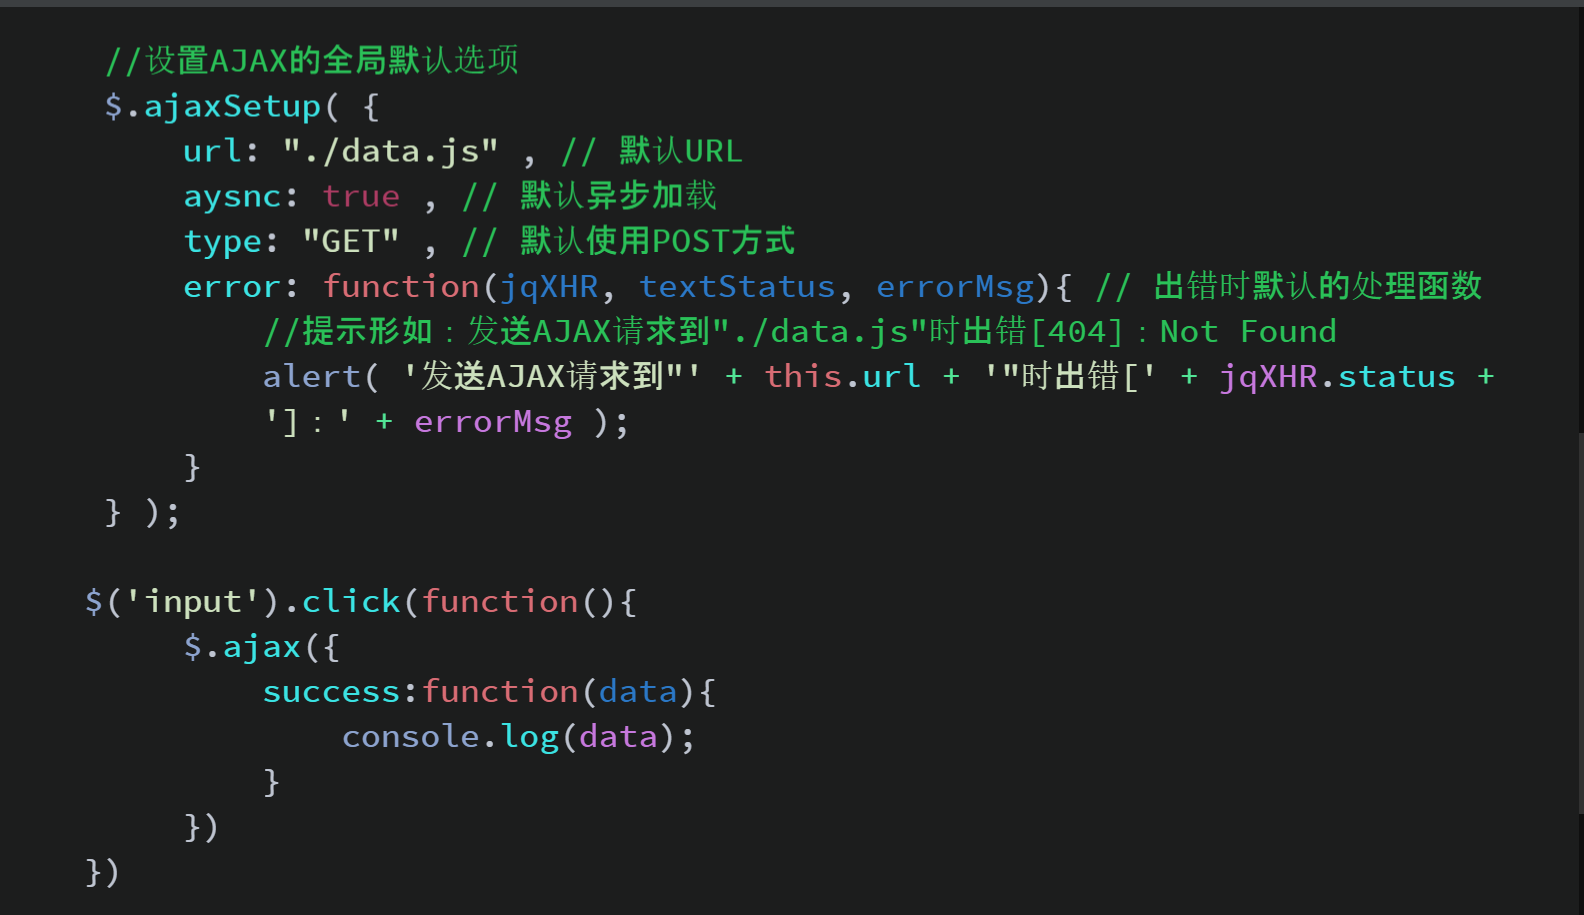 //设置AJAX的全局默认选项
$.ajaxSetup( {
url: "./data.js" , // 默认URL
aysnc: true , // 默认异步加载
type: "GET" , // 默认使用POST方式
error: function(jqXHR, textStatus, errorMsg){ // 出错时默认的处理函数
//提示形如：发送AJAX请求到"./data.js"时出错[404]：Not Found
alert( '发送AJAX请求到"' + this.url + '"时出错[' + jqXHR.status +
']：' + errorMsg );
}
} );
$('input').click(function(){
$.ajax({
success:function(data){
console.log(data);
}
})
})